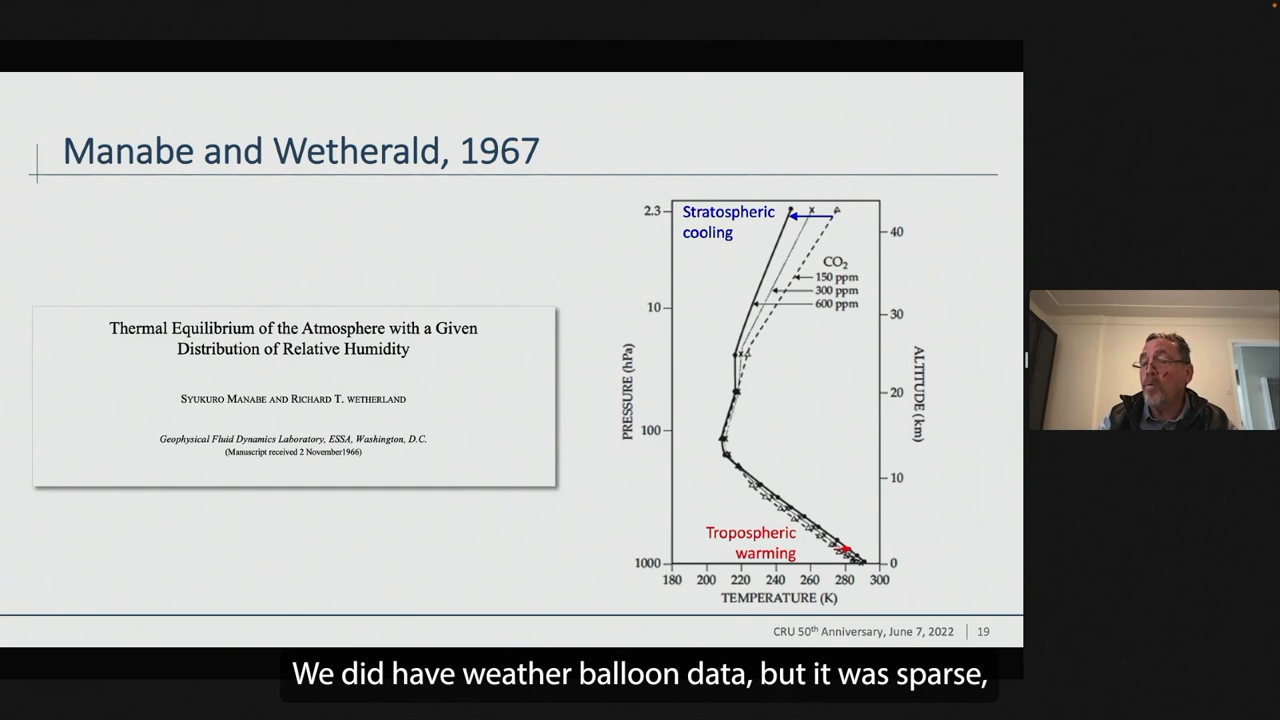 Manabe and Wetherald, 1967
Thermal Equilibrium of the Atmosphere with a Given
Distribution of Relative Humidity
SYUKURO MANABE AND RICHARD T. WETHERLAND
Geophysical Fluid Dynamics Laboratory, ESSA, Washington, D.C.
(Manuscript received 2 November1966)
Stratospheric
cooling
CO₂
150 ppm
300 ppm
600 ppm
Tropospheric
warming
PRESSURE (hPa)
2.3
10
100
1000
ALTITUDE (km)
40
30
20
10
0
180 200 220 240 260 280 300
TEMPERATURE (K)
CRU 50th Anniversary, June 7, 2022 | 19
We did have weather balloon data, but it was sparse,